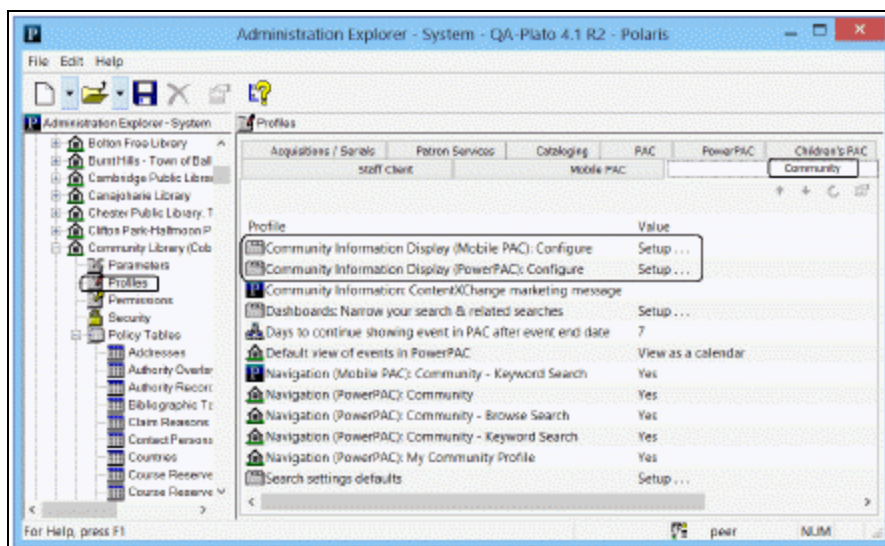 Administration Explorer - System - QA-Plato 4.1 R2 - Polaris
File Edit Help
Administration Explorer - System
Bolton Free Library
Burnt Hills - Town of Ball
Cambridge Public Librar
Canajoharie Library
Chester Public Library, T
Clifton Park-Halfmoon P
Community Library (Cob
Parameters
Profiles
Permissions
Security
Policy Tables
Addresses
Authority Overlay
Authority Record
Bibliographic
Claim Reasons
Contact Persons
Countries
Course Reserve
Course Reserve
Profiles
Acquisitions / Serials Patron Services Cataloging PAC PowerPAC Children's PAC
Staff Client Mobile PAC Community
Profile Value
Community Information Display (Mobile PAC): Configure Setup . . .
Community Information Display (PowerPAC): Configure Setup . . .
Community Information: ContentXChange marketing message
Dashboards: Narrow your search & related searches Setup . . .
Days to continue showing event in PAC after event end date 7
Default view of events in PowerPAC View as a calendar
Navigation (Mobile PAC): Community - Keyword Search Yes
Navigation (PowerPAC): Community Yes
Navigation (PowerPAC): Community - Browse Search Yes
Navigation (PowerPAC): Community - Keyword Search Yes
Navigation (PowerPAC): My Community Profile Yes
Search settings defaults Setup . . .
For Help, press F1 peer NUM